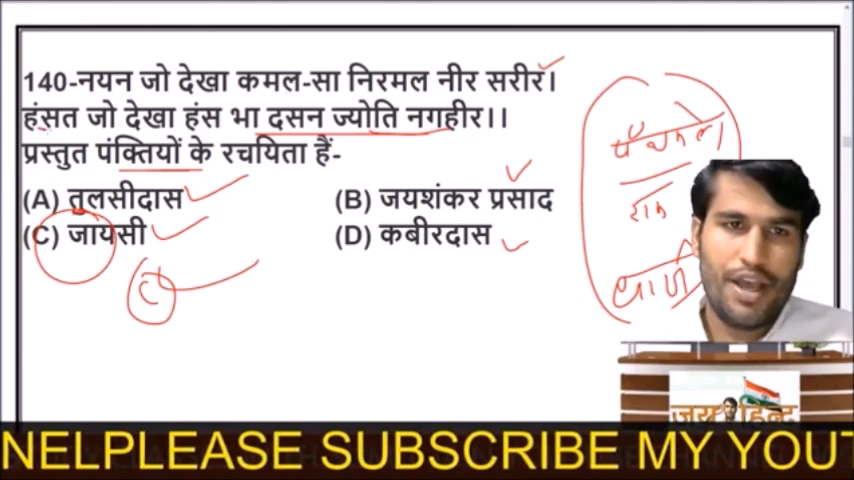 140-नयन जो देखा कमल-सा निरमल नीर सरीर।
हंसत जो देखा हंस भा दसन ज्योति नगहीर।।
प्रस्तुत पंक्तियों के रचयिता हैं-
(A) तुलसीदास (B) जयशंकर प्रसाद
(C) जायसी (D) कबीरदास
C
राम
जय हिन्द
NELPLEASE SUBSCRIBE MY YOUT